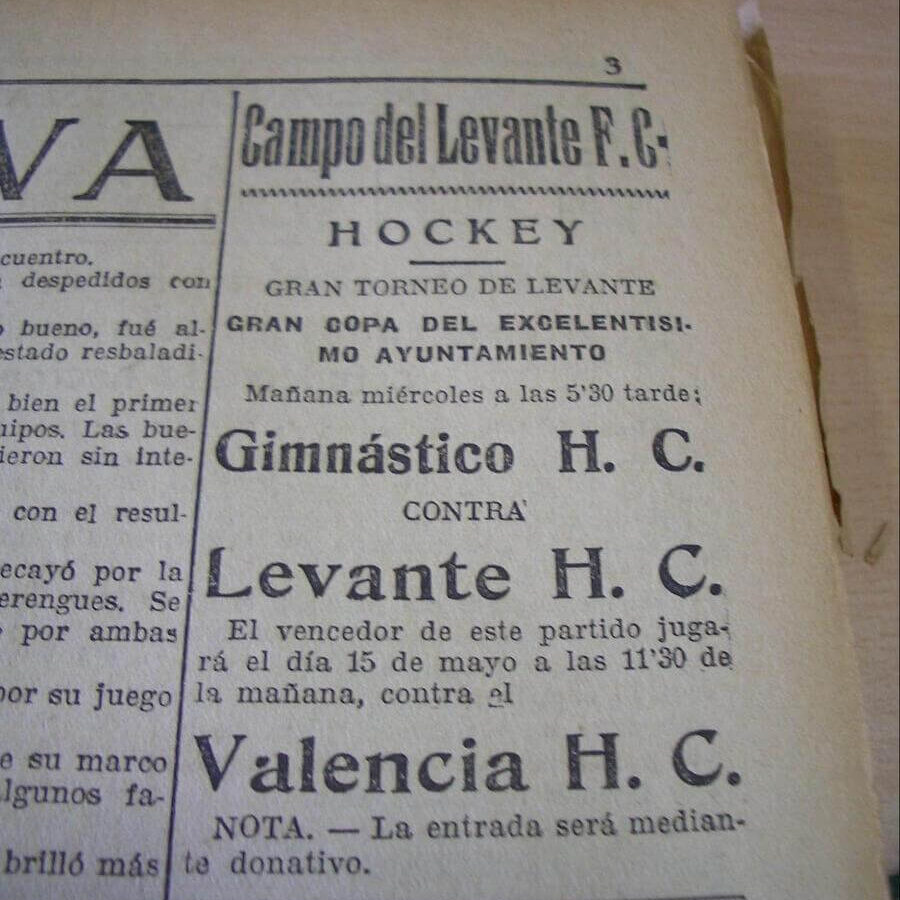 3
VA
cuentro.
despedidos con
bueno, fué al-
estado resbaladi-
bien el primer
uipos. Las bue-
ieron sin inte-
con el resul-
ecayó por la
erengues. Se
por ambas
por su juego
e su marco
lgunos fa-
brilló más
Campo del Levante F. C.
HOCKEY
GRAN TORNEO DE LEVANTE
GRAN COPA DEL EXCELENTISI-
MO AYUNTAMIENTO
Mañana miércoles a las 5'30 tarde:
Gimnástico H. C.
CONTRA
Levante H. C.
El vencedor de este partido juga-
rá el día 15 de mayo a las 11'30 de
la mañana, contra el
Valencia H. C.
NOTA. — La entrada será median-
te donativo.